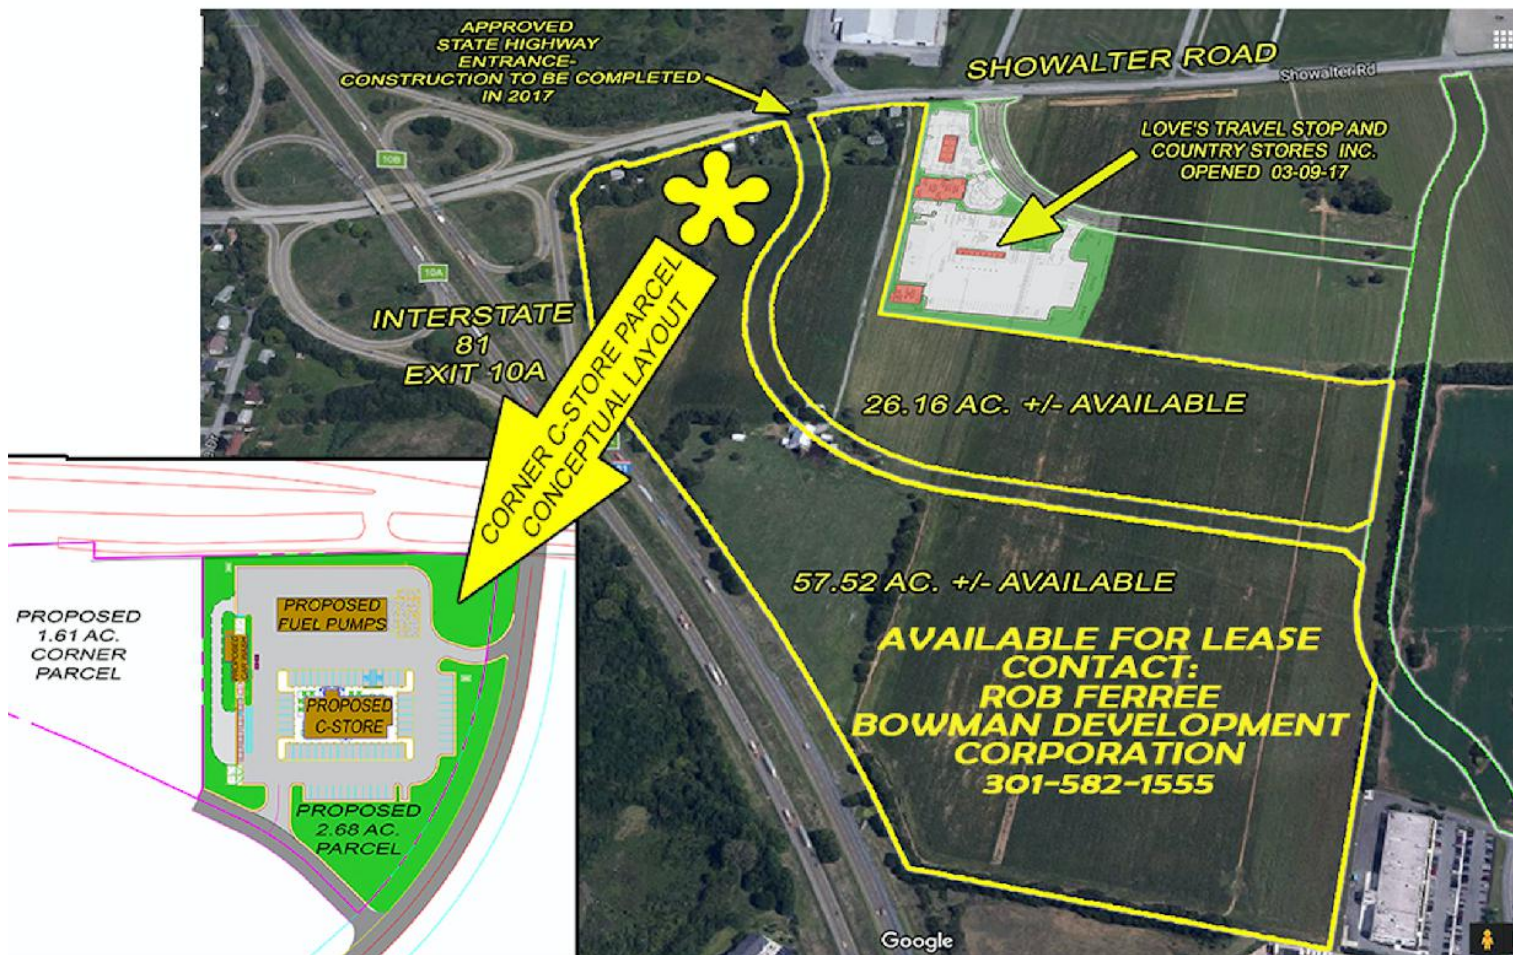 APPROVED
STATE HIGHWAY
ENTRANCE-
CONSTRUCTION TO BE COMPLETED
IN 2017
SHOWALTER ROAD
Showalter Rd
LOVE'S TRAVEL STOP AND
COUNTRY STORES INC.
OPENED 03-09-17
10B
10A
INTERSTATE
81
EXIT 10A
CORNER C-STORE PARCEL
CONCEPTUAL LAYOUT
26.16 AC. +/- AVAILABLE
57.52 AC. +/- AVAILABLE
AVAILABLE FOR LEASE
CONTACT:
ROB FERREE
BOWMAN DEVELOPMENT
CORPORATION
301-582-1555
PROPOSED
1.61 AC.
CORNER
PARCEL
PROPOSED
FUEL PUMPS
PROPOSED
CAR WASH
PROPOSED
C-STORE
PROPOSED
2.68 AC.
PARCEL
Google